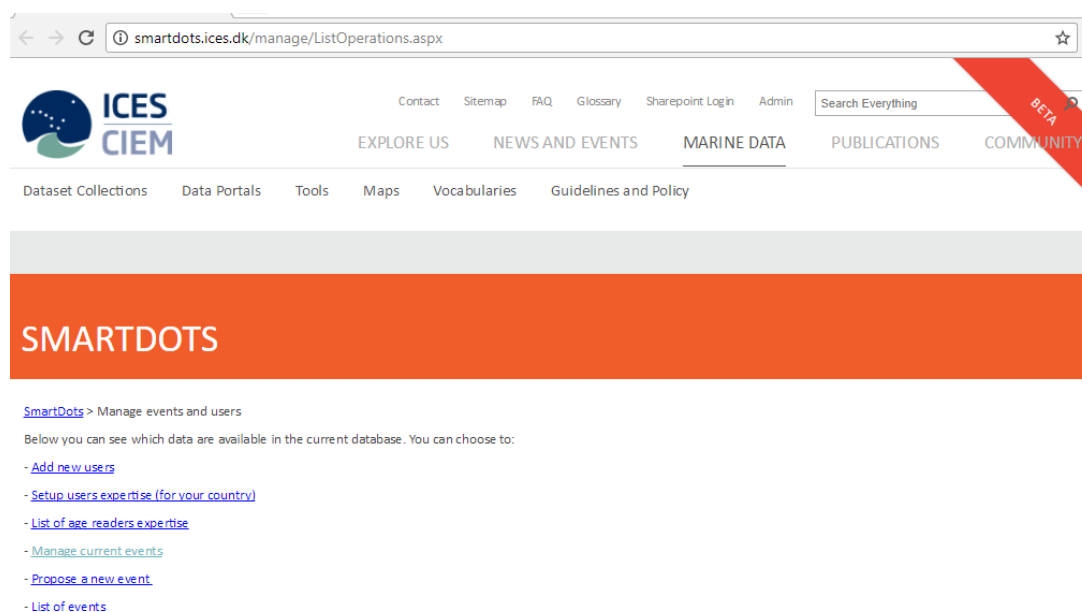 smartdots.ices.dk/manage/ListOperations.aspx
ICES
CIEM
Contact Sitemap FAQ Glossary Sharepoint Login Admin Search Everything
BETA
EXPLORE US NEWS AND EVENTS MARINE DATA PUBLICATIONS COMMUNITY
Dataset Collections Data Portals Tools Maps Vocabularies Guidelines and Policy
SMARTDOTS
SmartDots > Manage events and users
Below you can see which data are available in the current database. You can choose to:
- Add new users
- Setup users expertise (for your country)
- List of age readers expertise
- Manage current events
- Propose a new event
- List of events